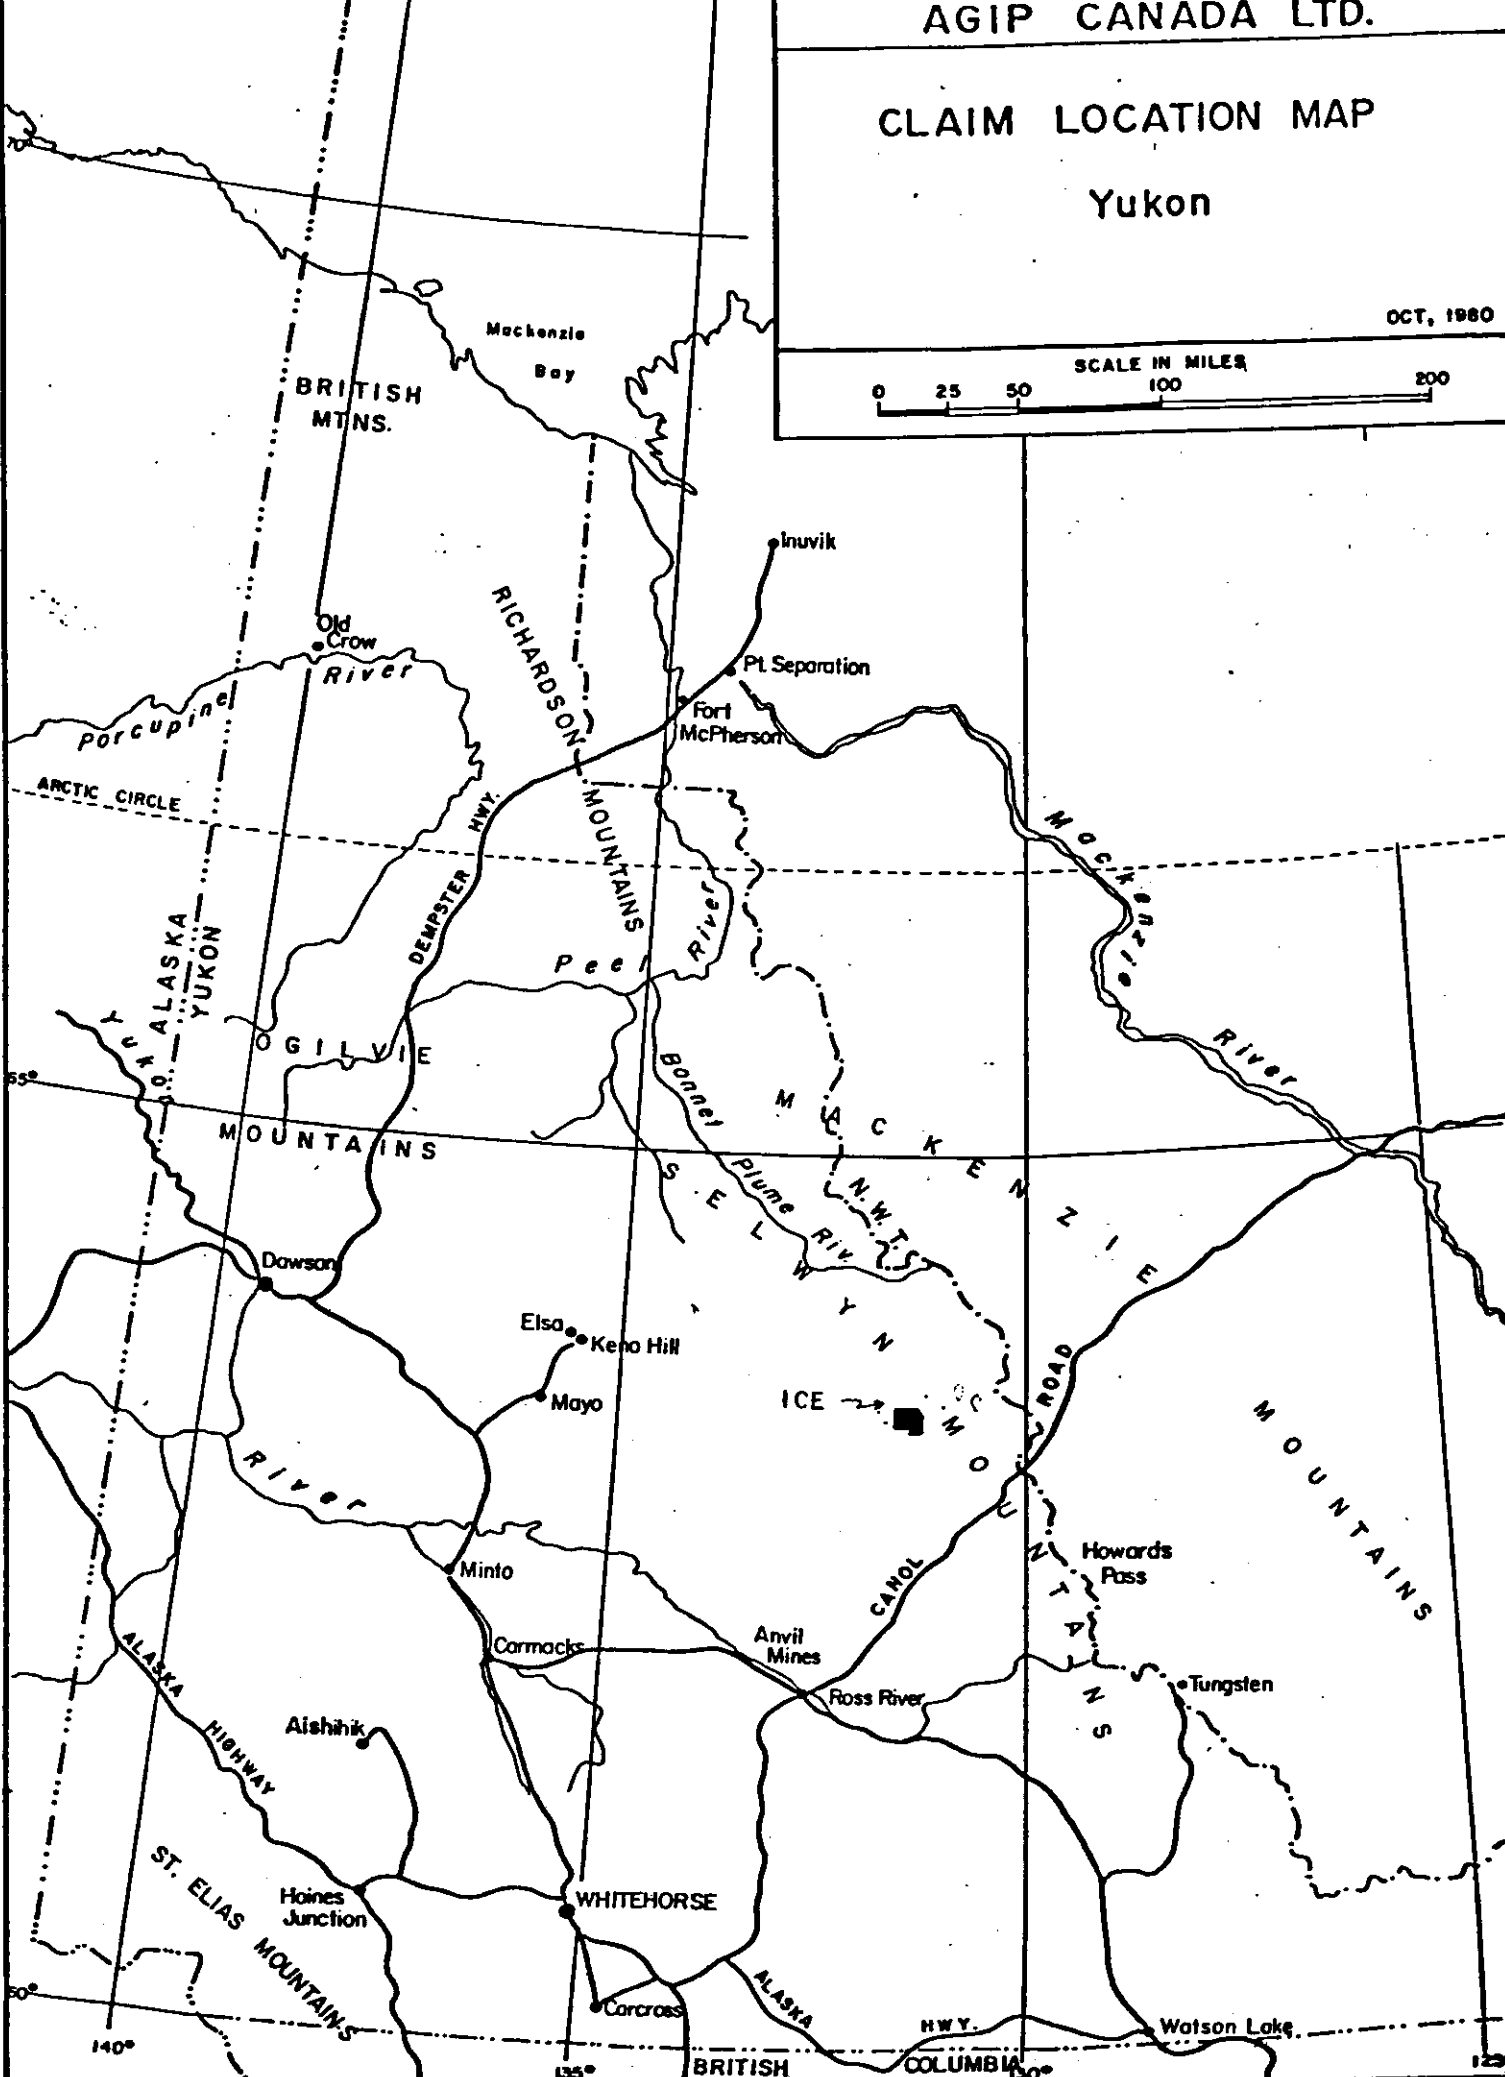 AGIP CANADA LTD.
CLAIM LOCATION MAP
Yukon
OCT, 1980
SCALE IN MILES
0 25 50 100 200
70°
Mackenzie
Bay
BRITISH
MTNS.
Inuvik
Old
Crow
River
Porcupine
RICHARDSON
MOUNTAINS
Pt. Separation
Fort
McPherson
ARCTIC CIRCLE
DEMPSTER HWY.
Mackenzie
River
ALASKA
YUKON
Peel
River
Yukon
OGILVIE
MOUNTAINS
65°
Bonnet
Plume
Riv.
MACKENZIE
MOUNTAINS
N.W.T.S
SELWYN
MOUNTAINS
Dawson
Elsa
Keno Hill
Mayo
ICE
CANOL
ROAD
River
Minto
Howards
Pass
Carmacks
Anvil
Mines
Ross River
Tungsten
ALASKA
HIGHWAY
Aishihik
ST. ELIAS MOUNTAINS
Haines
Junction
WHITEHORSE
Carcross
ALASKA
HWY.
Watson Lake
60°
140°
135°
BRITISH
COLUMBIA
130°